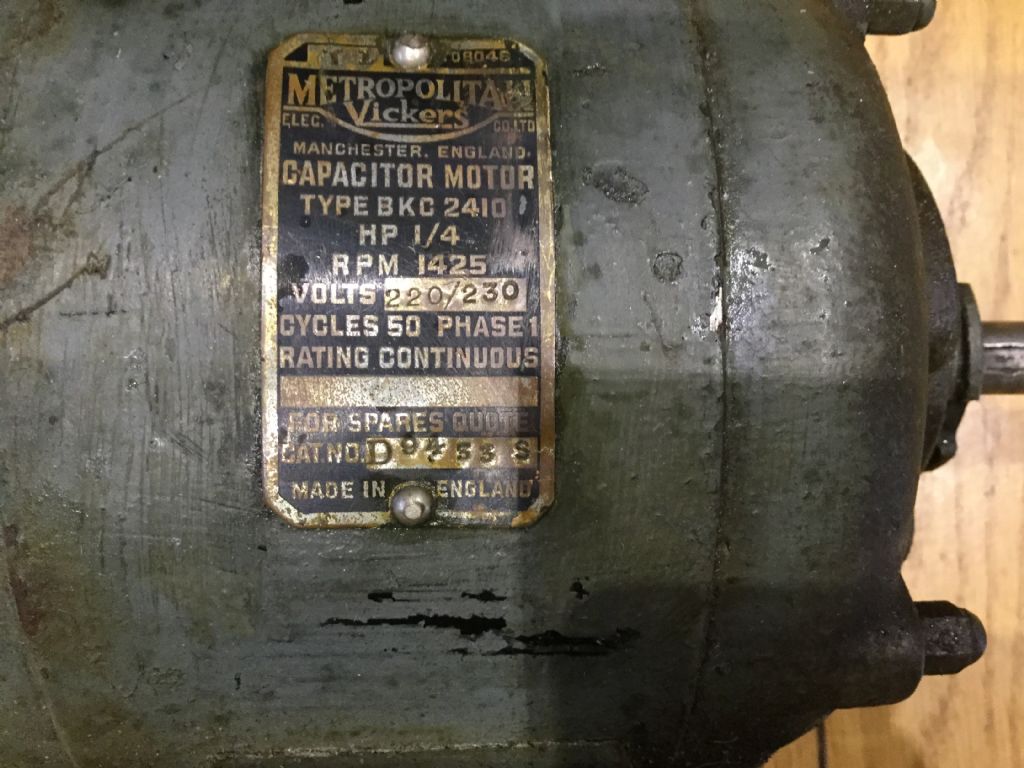 METROPOLITAN
Vickers
ELEC. CO. LTD
MANCHESTER. ENGLAND.
CAPACITOR MOTOR
TYPE BKC 2410
HP 1/4
RPM 1425
VOLTS 220/230
CYCLES 50 PHASE 1
RATING CONTINUOUS
FOR SPARES QUOTE
CAT NO.
MADE IN ENGLAND